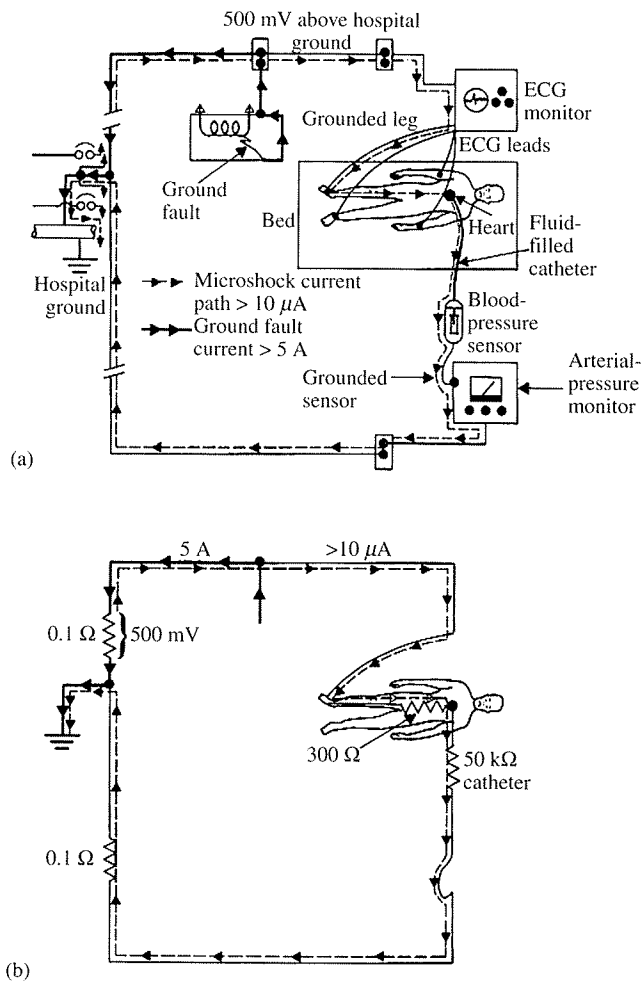 500 mV above hospital
ground
ECG
monitor
Grounded leg
ECG leads
Ground
fault
Bed
Heart
Fluid-
filled
catheter
Hospital
ground
Microshock current
path > 10 μA
Ground fault
current > 5 A
Blood-
pressure
sensor
Grounded
sensor
Arterial-
pressure
monitor
(a)
5 A
>10 μA
0.1 Ω
500 mV
300 Ω
50 kΩ
catheter
0.1 Ω
(b)